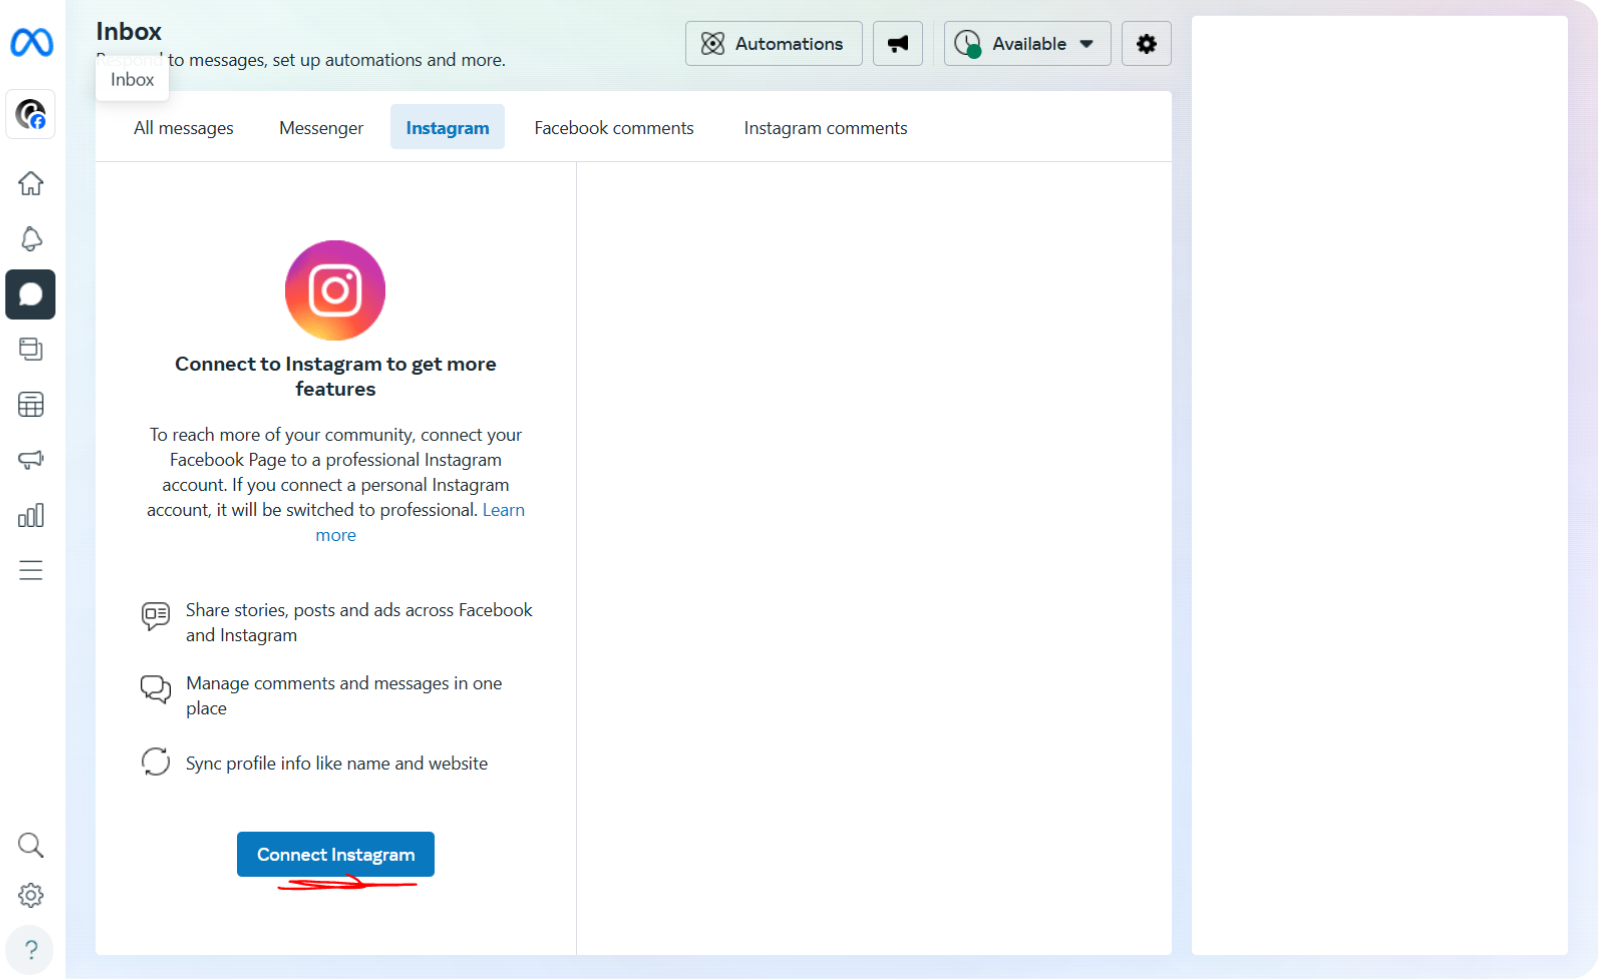 Inbox
Respond to messages, set up automations and more.
Inbox
Automations
Available
All messages
Messenger
Instagram
Facebook comments
Instagram comments
Connect to Instagram to get more
features
To reach more of your community, connect your
Facebook Page to a professional Instagram
account. If you connect a personal Instagram
account, it will be switched to professional. Learn
more
Share stories, posts and ads across Facebook
and Instagram
Manage comments and messages in one
place
Sync profile info like name and website
Connect Instagram
?